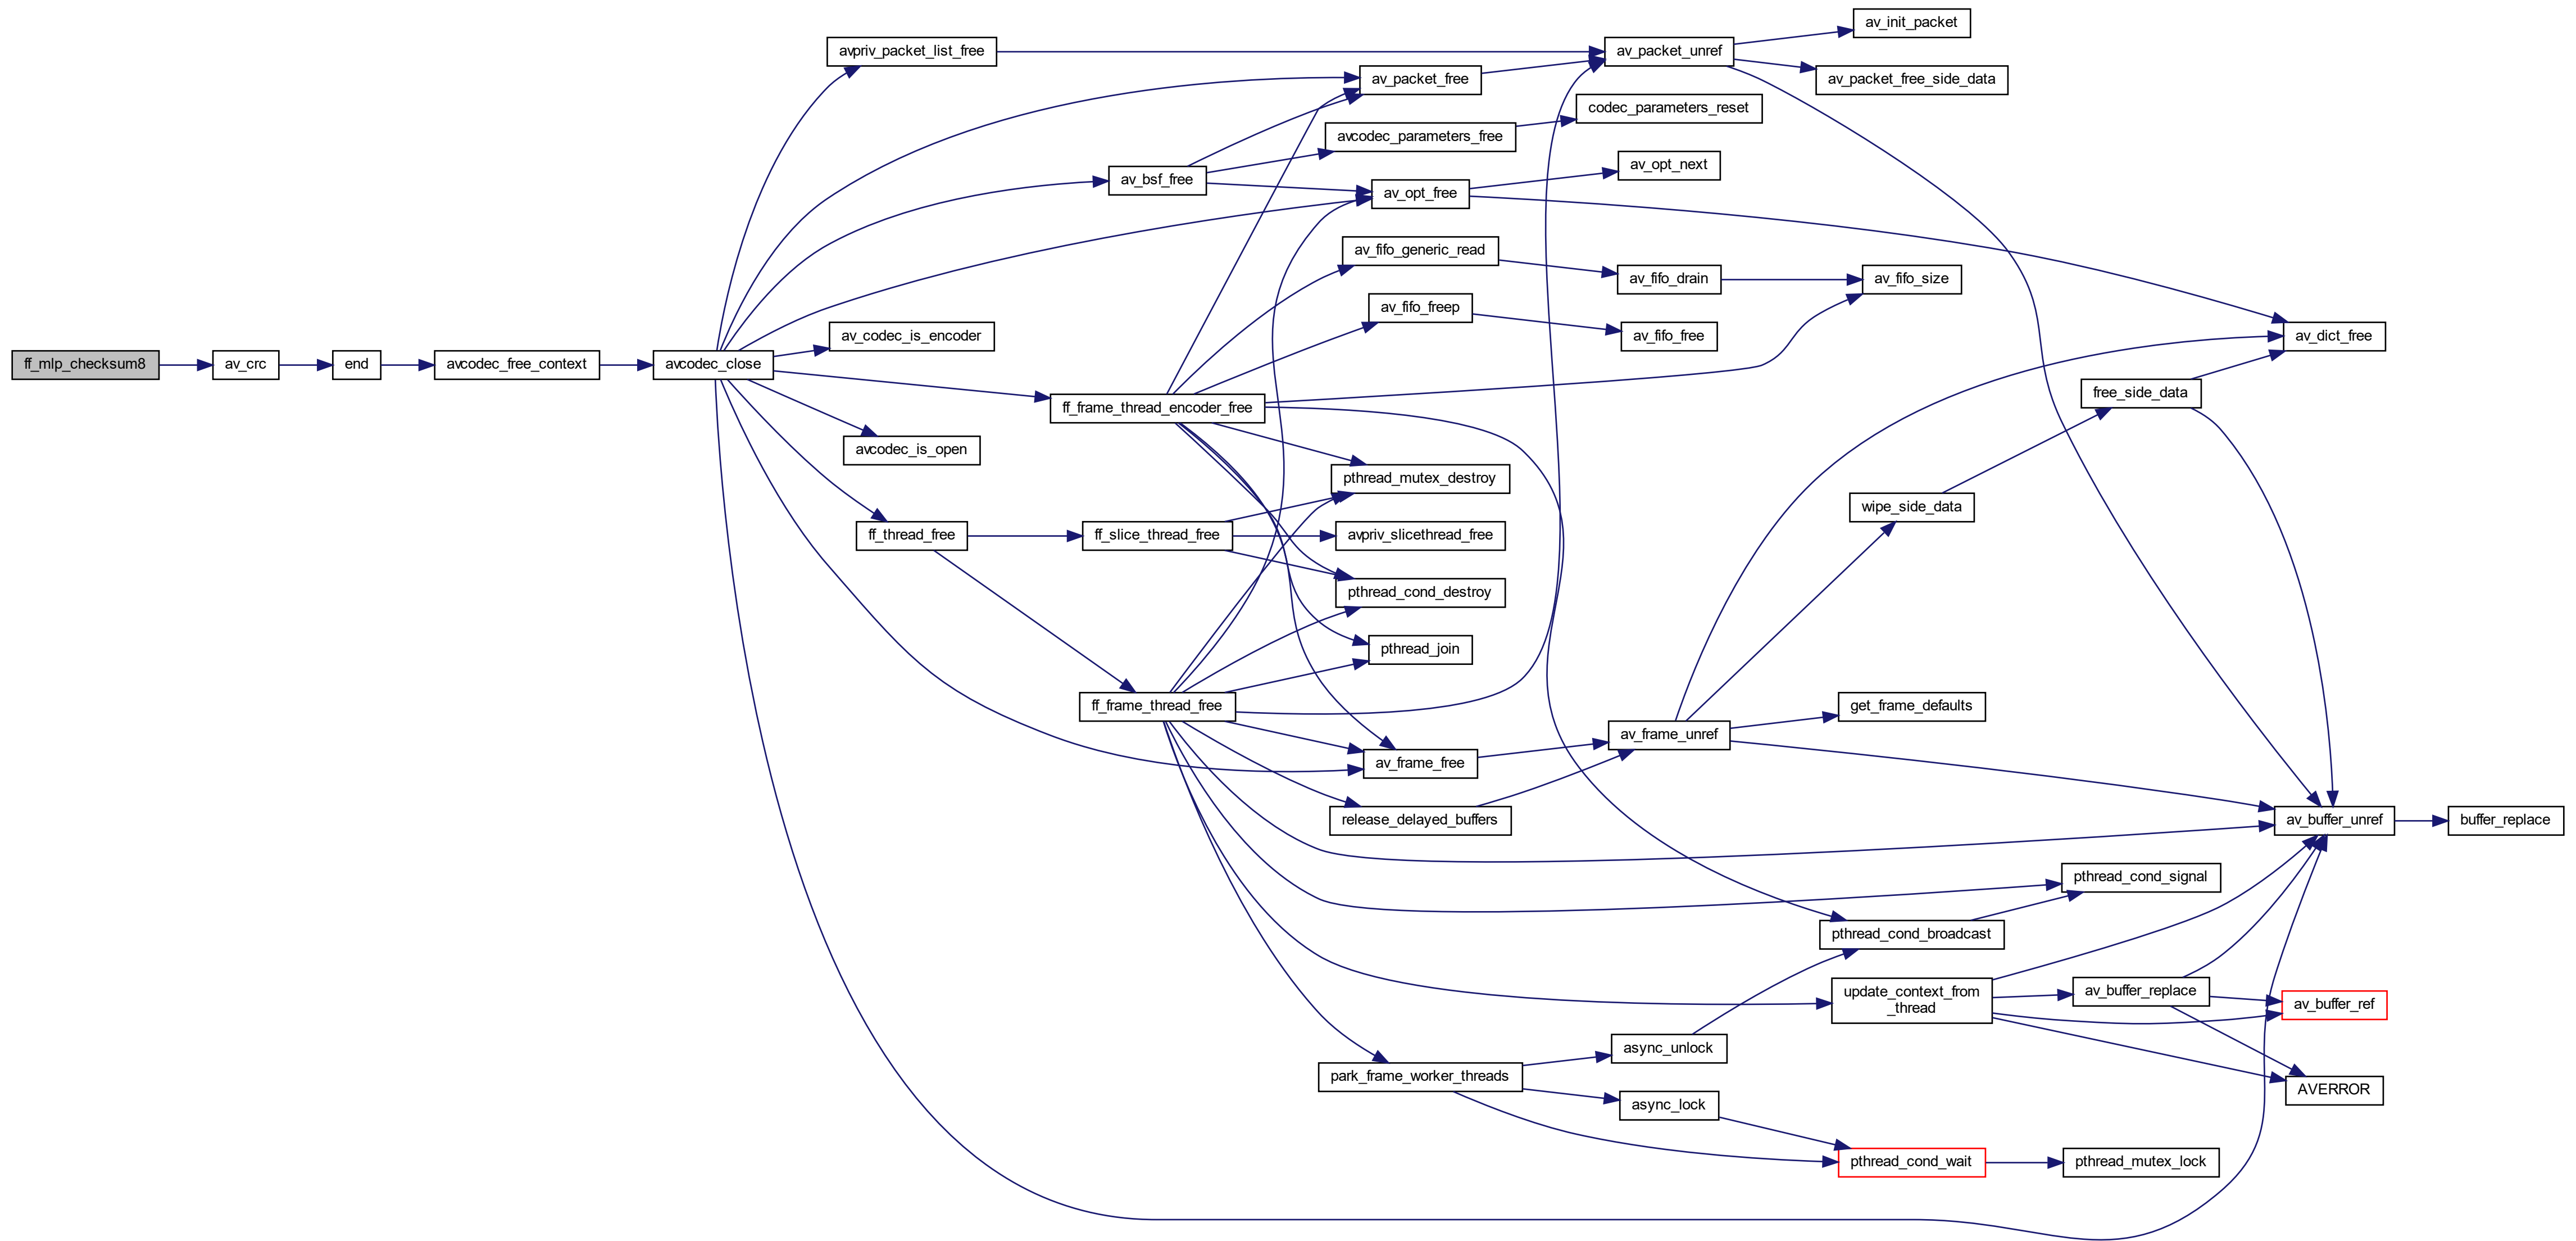 ff_mlp_checksum8
av_crc
end
avcodec_free_context
avcodec_close
avpriv_packet_list_free
av_codec_is_encoder
avcodec_is_open
ff_thread_free
av_bsf_free
ff_frame_thread_encoder_free
ff_slice_thread_free
ff_frame_thread_free
av_packet_free
avcodec_parameters_free
av_opt_free
av_fifo_generic_read
av_fifo_freep
pthread_mutex_destroy
avpriv_slicethread_free
pthread_cond_destroy
pthread_join
av_frame_free
release_delayed_buffers
park_frame_worker_threads
av_packet_unref
codec_parameters_reset
av_opt_next
av_fifo_drain
av_fifo_free
av_frame_unref
async_unlock
async_lock
av_init_packet
av_packet_free_side_data
av_fifo_size
wipe_side_data
get_frame_defaults
pthread_cond_broadcast
update_context_from
_thread
pthread_cond_wait
free_side_data
pthread_cond_signal
av_buffer_replace
pthread_mutex_lock
av_dict_free
av_buffer_unref
av_buffer_ref
AVERROR
buffer_replace